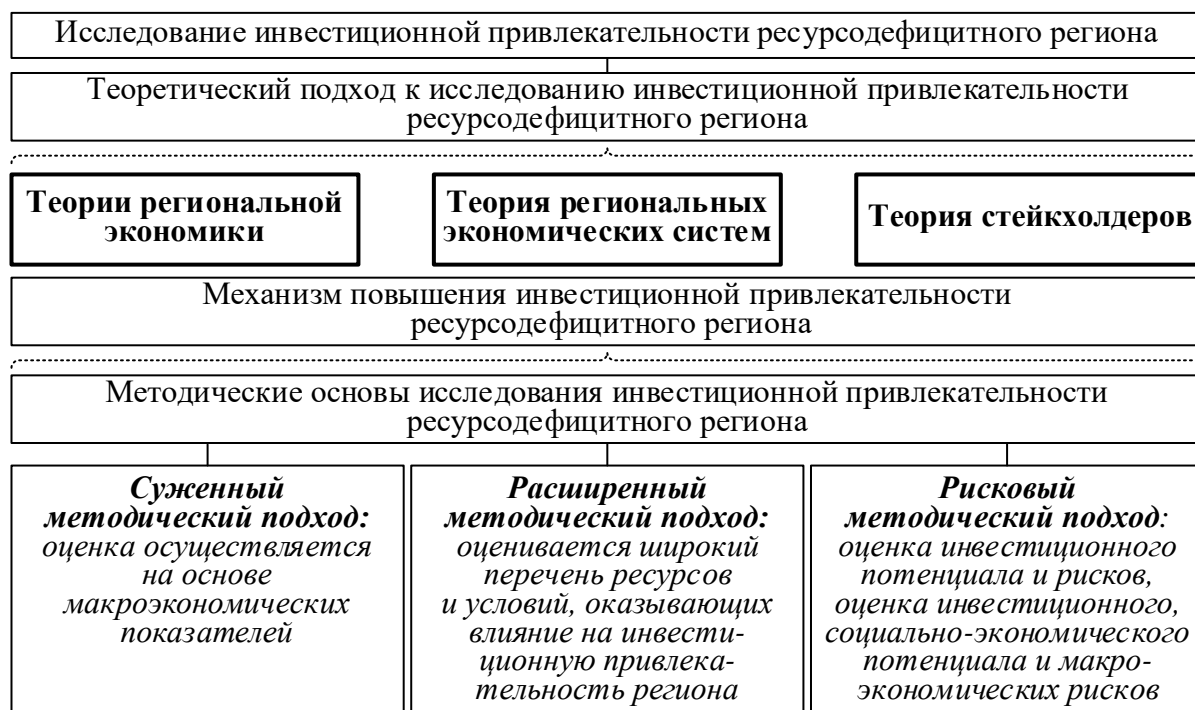 Исследование инвестиционной привлекательности ресурсодефицитного региона
Теоретический подход к исследованию инвестиционной привлекательности
ресурсодефицитного региона
Теории региональной
экономики
Теория региональных
экономических систем
Теория стейкхолдеров
Механизм повышения инвестиционной привлекательности
ресурсодефицитного региона
Методические основы исследования инвестиционной привлекательности
ресурсодефицитного региона
Суженный
методический подход:
оценка осуществляется
на основе
макроэкономических
показателей
Расширенный
методический подход:
оценивается широкий
перечень ресурсов
и условий, оказывающих
влияние на инвести-
ционную привлека-
тельность региона
Рисковый
методический подход:
оценка инвестиционного
потенциала и рисков,
оценка инвестиционного,
социально-экономического
потенциала и макро-
экономических рисков